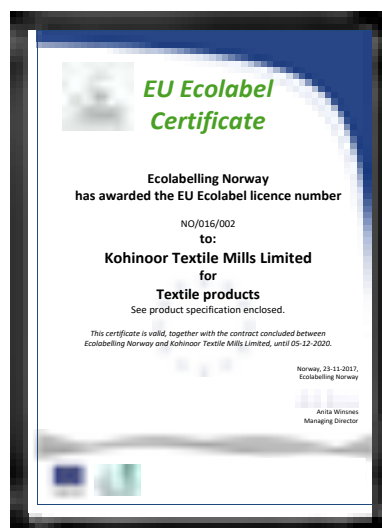 EU Ecolabel
Certificate
Ecolabelling Norway
has awarded the EU Ecolabel licence number
NO/016/002
to:
Kohinoor Textile Mills Limited
for
Textile products
See product specification enclosed.
This certificate is valid, together with the contract concluded between
Ecolabelling Norway and Kohinoor Textile Mills Limited, until 05-12-2020.
Norway, 23-11-2017,
Ecolabelling Norway
Anita Winsnes
Managing Director